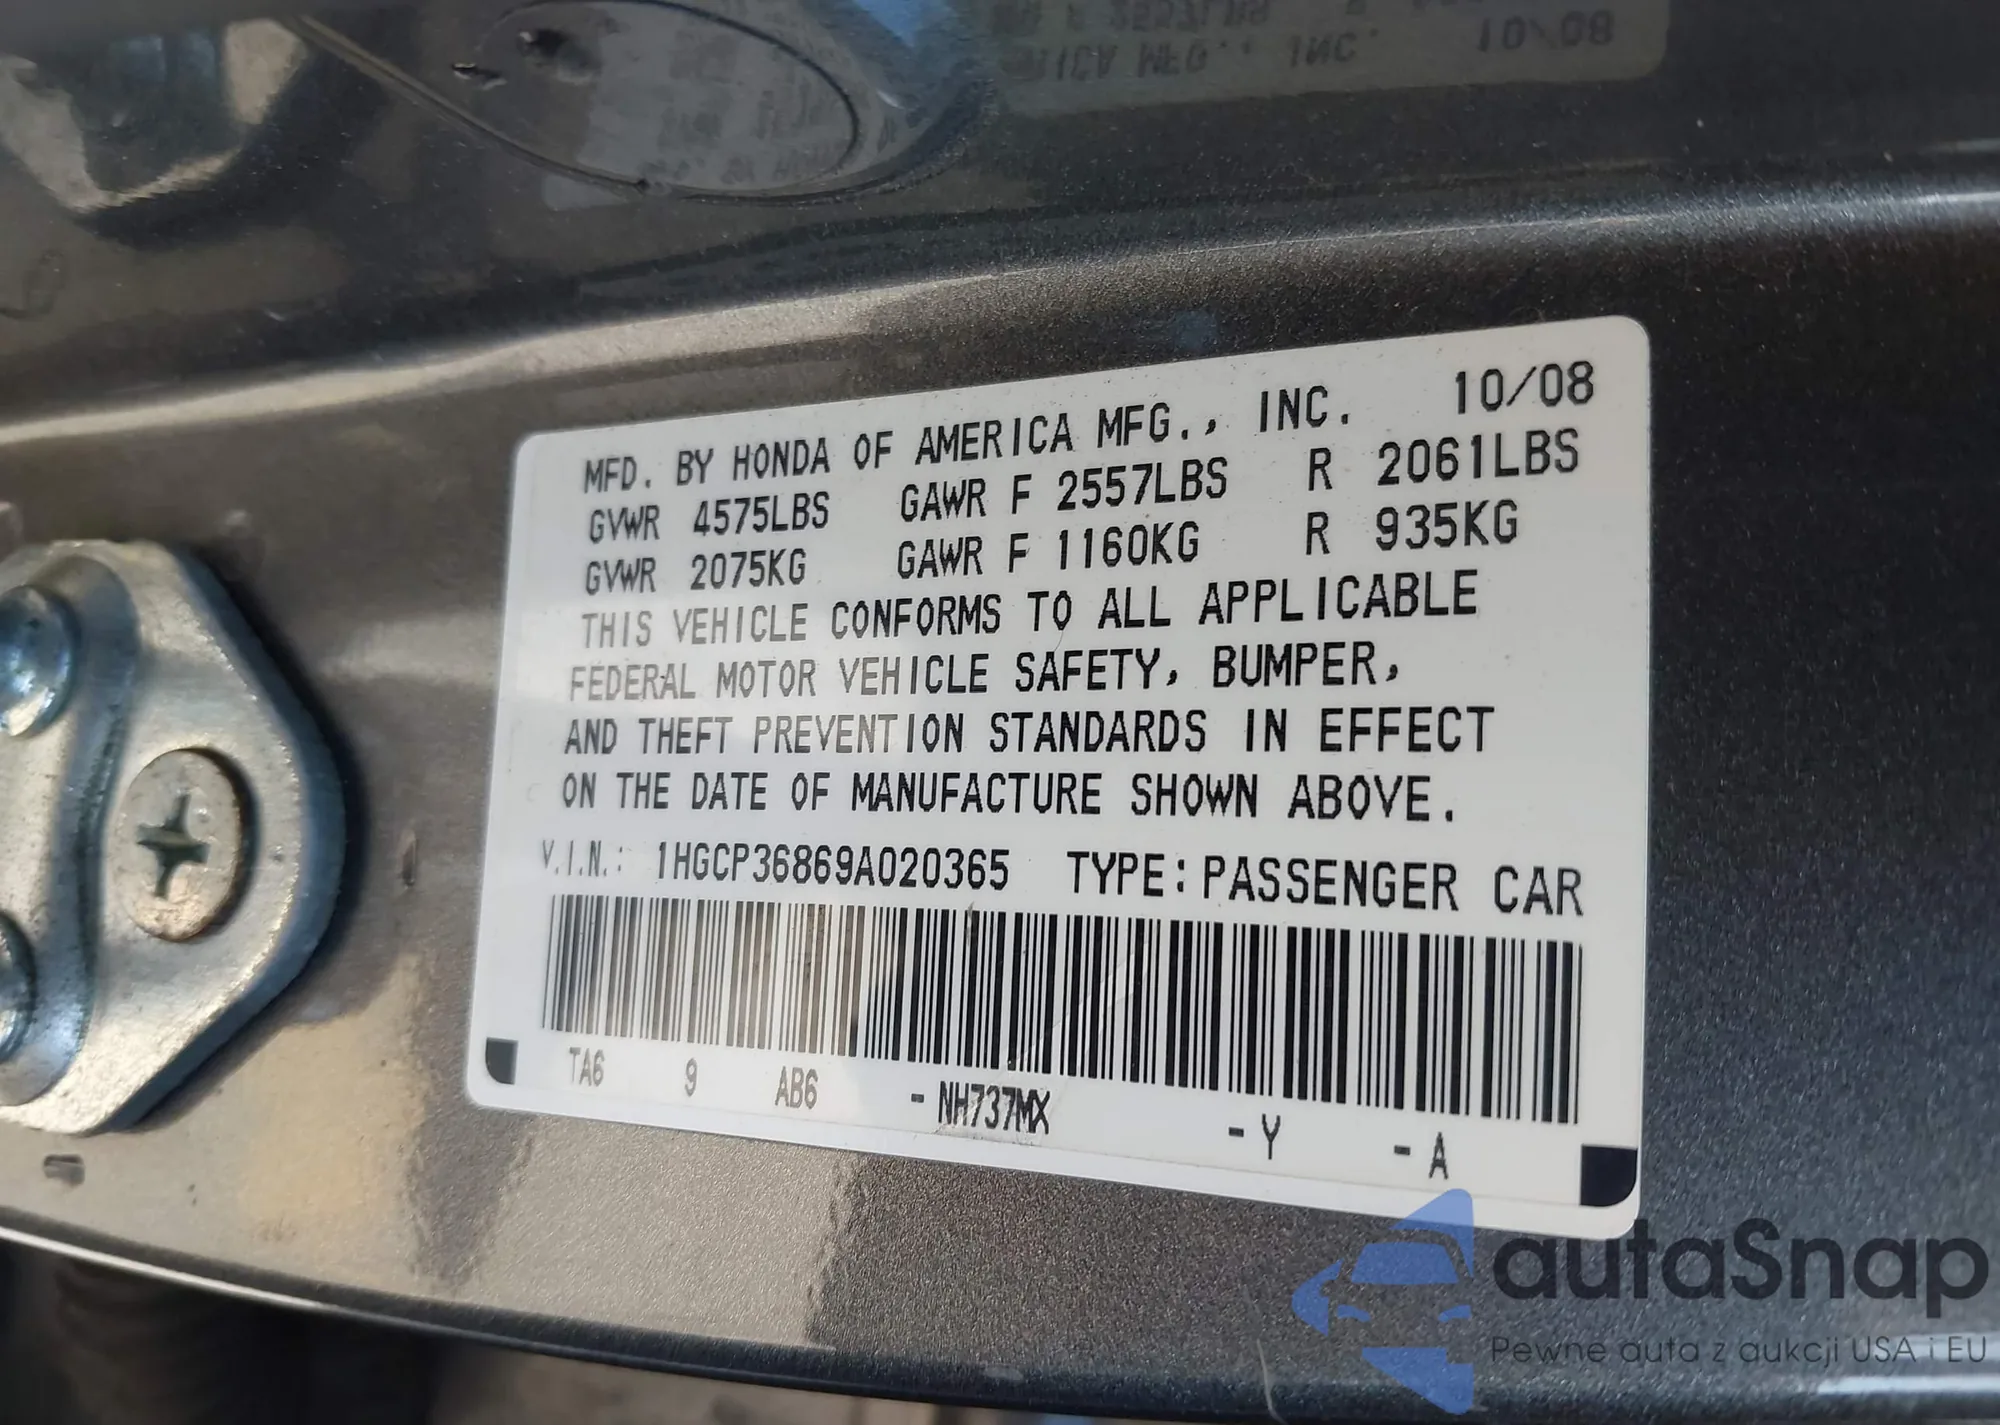 MFD. BY HONDA OF AMERICA MFG., INC. 10/08
GVWR 4575LBS GAWR F 2557LBS R 2061LBS
GVWR 2075KG GAWR F 1160KG R 935KG
THIS VEHICLE CONFORMS TO ALL APPLICABLE
FEDERAL MOTOR VEHICLE SAFETY, BUMPER,
AND THEFT PREVENTION STANDARDS IN EFFECT
ON THE DATE OF MANUFACTURE SHOWN ABOVE.
V.I.N.: 1HGCP36869A020365 TYPE: PASSENGER CAR
TA6 9 AB6 -NH737MX -Y -A
autaSnap
Pewne auta z aukcji USA i EU